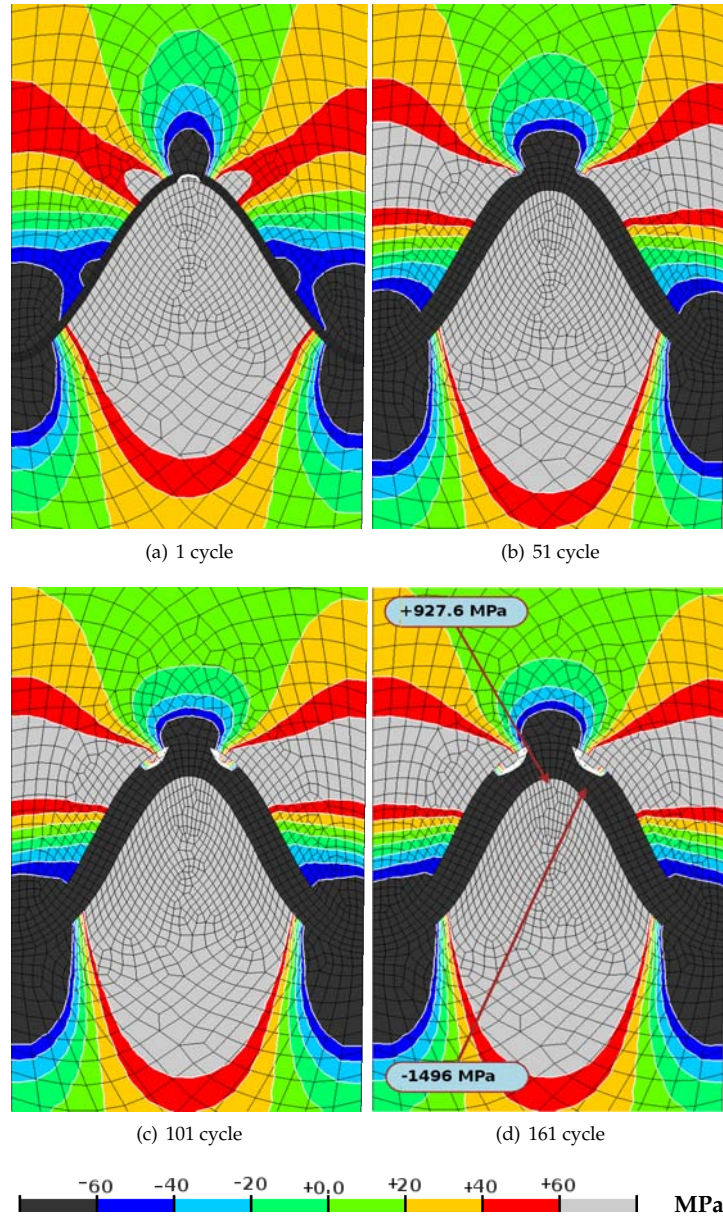 (a) 1 cycle
(b) 51 cycle
+927.6 MPa
-1496 MPa
(c) 101 cycle
(d) 161 cycle
-60 -40 -20 +0.0 +20 +40 +60 MPa